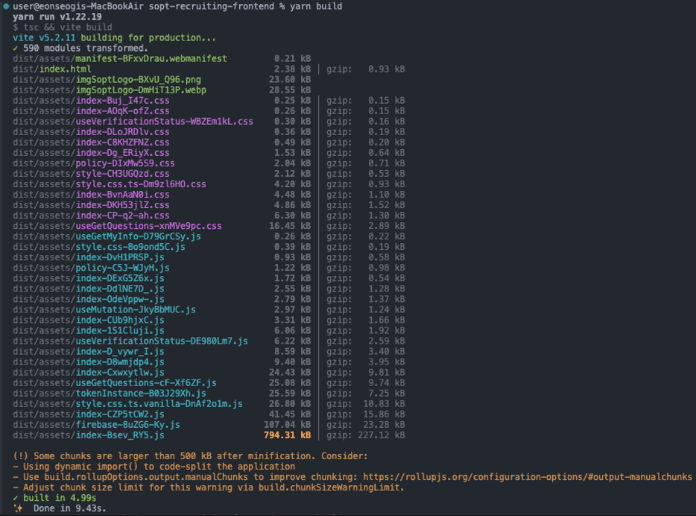 user@eonseogis-MacBookAir sopt-recruiting-frontend % yarn build
yarn run v1.22.19
$ tsc && vite build
vite v5.2.11 building for production...
✓ 590 modules transformed.
dist/assets/manifest-BFxvDrau.webmanifest 0.21 kB
dist/index.html 2.38 kB │ gzip: 0.93 kB
dist/assets/imgSoptLogo-BXvU_Q96.png 23.60 kB
dist/assets/imgSoptLogo-DmHiT13P.webp 28.55 kB
dist/assets/index-Buj_I47c.css 0.25 kB │ gzip: 0.15 kB
dist/assets/index-AOqK-ofZ.css 0.26 kB │ gzip: 0.15 kB
dist/assets/useVerificationStatus-WBZEm1kL.css 0.30 kB │ gzip: 0.16 kB
dist/assets/index-DLoJRDlv.css 0.36 kB │ gzip: 0.19 kB
dist/assets/index-C8KHZFNZ.css 0.49 kB │ gzip: 0.20 kB
dist/assets/index-Dg_ERiyX.css 1.53 kB │ gzip: 0.64 kB
dist/assets/policy-DIxMw5S9.css 2.04 kB │ gzip: 0.71 kB
dist/assets/style-CH3UGQzd.css 2.12 kB │ gzip: 0.53 kB
dist/assets/style.css.ts-Dm9zl6HO.css 4.20 kB │ gzip: 0.93 kB
dist/assets/index-BvnAaN0i.css 4.48 kB │ gzip: 1.10 kB
dist/assets/index-DKH53jlZ.css 4.86 kB │ gzip: 1.52 kB
dist/assets/index-CP-q2-ah.css 6.30 kB │ gzip: 1.30 kB
dist/assets/useGetQuestions-xnMVe9pc.css 16.45 kB │ gzip: 2.89 kB
dist/assets/useGetMyInfo-D79GrCSy.js 0.26 kB │ gzip: 0.22 kB
dist/assets/style.css-Bo9ond5C.js 0.39 kB │ gzip: 0.19 kB
dist/assets/index-DvH1PRSP.js 0.93 kB │ gzip: 0.58 kB
dist/assets/policy-C5J-WJyH.js 1.22 kB │ gzip: 0.98 kB
dist/assets/index-DExG5Z6x.js 1.72 kB │ gzip: 0.54 kB
dist/assets/index-DdlNE7D_.js 2.55 kB │ gzip: 1.28 kB
dist/assets/index-OdeVppw-.js 2.79 kB │ gzip: 1.37 kB
dist/assets/useMutation-JkyBbMUC.js 2.97 kB │ gzip: 1.24 kB
dist/assets/index-CUb9hjxC.js 3.31 kB │ gzip: 1.66 kB
dist/assets/index-1S1Cluji.js 6.06 kB │ gzip: 1.92 kB
dist/assets/useVerificationStatus-DE980Lm7.js 6.22 kB │ gzip: 2.59 kB
dist/assets/index-D_vywr_I.js 8.59 kB │ gzip: 3.40 kB
dist/assets/index-D8wmjdp4.js 9.40 kB │ gzip: 3.95 kB
dist/assets/index-Cxwxytlw.js 24.43 kB │ gzip: 9.81 kB
dist/assets/useGetQuestions-cF-Xf6ZF.js 25.08 kB │ gzip: 9.74 kB
dist/assets/tokenInstance-B03J29Xh.js 25.59 kB │ gzip: 7.25 kB
dist/assets/style.css.ts.vanilla-DnAf2o1m.js 26.80 kB │ gzip: 10.83 kB
dist/assets/index-CZP5tCW2.js 41.45 kB │ gzip: 15.86 kB
dist/assets/firebase-8uZG6-Ky.js 107.04 kB │ gzip: 23.28 kB
dist/assets/index-Bsev_RY5.js 794.31 kB │ gzip: 227.12 kB
(!) Some chunks are larger than 500 kB after minification. Consider:
- Using dynamic import() to code-split the application
- Use build.rollupOptions.output.manualChunks to improve chunking: https://rollupjs.org/configuration-options/#output-manualchunks
- Adjust chunk size limit for this warning via build.chunkSizeWarningLimit.
✓ built in 4.99s
✨ Done in 9.43s.